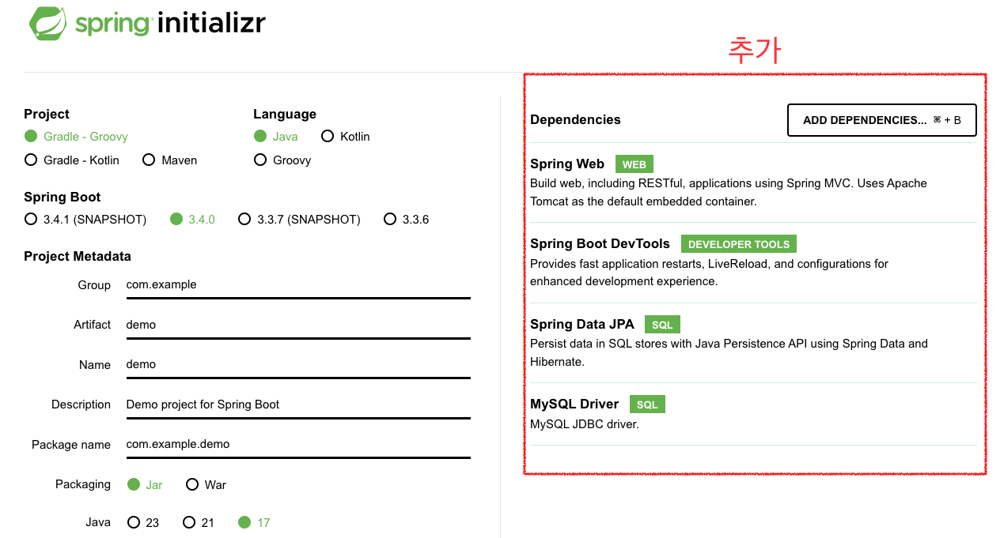 spring initializr
추가
Project
Gradle - Groovy
Gradle - Kotlin Maven
Language
Java Kotlin
Groovy
Spring Boot
3.4.1 (SNAPSHOT) 3.4.0 3.3.7 (SNAPSHOT) 3.3.6
Project Metadata
Group com.example
Artifact demo
Name demo
Description Demo project for Spring Boot
Package name com.example.demo
Packaging Jar War
Java 23 21 17
Dependencies ADD DEPENDENCIES... ⌘ + B
Spring Web WEB
Build web, including RESTful, applications using Spring MVC. Uses Apache
Tomcat as the default embedded container.
Spring Boot DevTools DEVELOPER TOOLS
Provides fast application restarts, LiveReload, and configurations for
enhanced development experience.
Spring Data JPA SQL
Persist data in SQL stores with Java Persistence API using Spring Data and
Hibernate.
MySQL Driver SQL
MySQL JDBC driver.